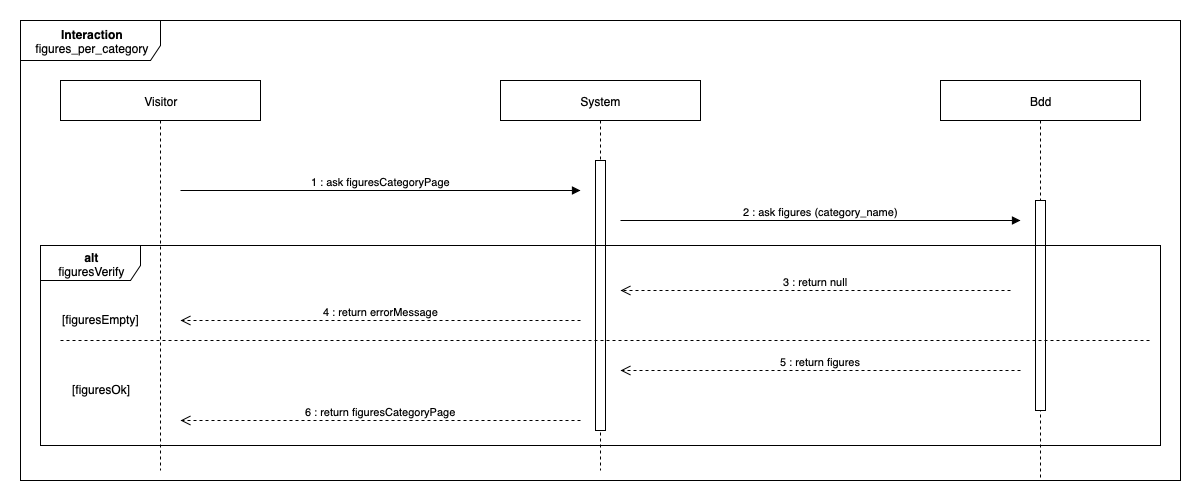 Interaction
figures_per_category
Visitor
System
Bdd
1 : ask figuresCategoryPage
2 : ask figures (category_name)
alt
figuresVerify
3 : return null
4 : return errorMessage
[figuresEmpty]
5 : return figures
[figuresOk]
6 : return figuresCategoryPage